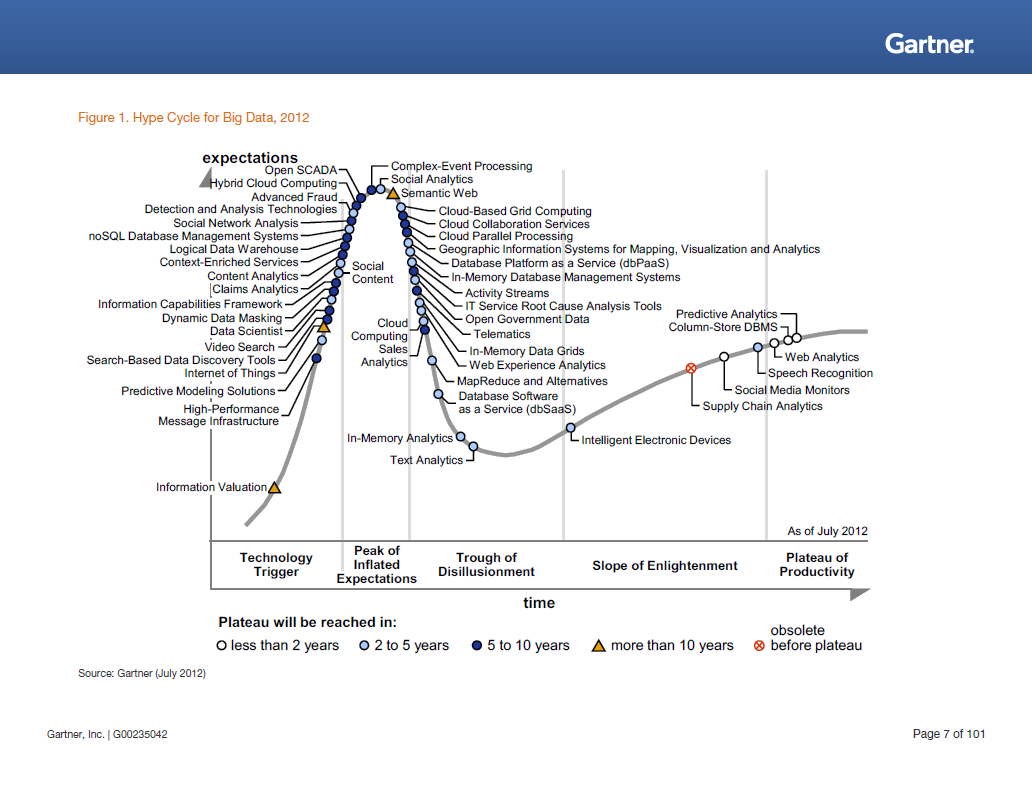 Gartner.
Figure 1. Hype Cycle for Big Data, 2012
expectations
Open SCADA
Hybrid Cloud Computing
Advanced Fraud
Detection and Analysis Technologies
Social Network Analysis
noSQL Database Management Systems
Logical Data Warehouse
Context-Enriched Services
Content Analytics
Claims Analytics
Information Capabilities Framework
Dynamic Data Masking
Data Scientist
Video Search
Search-Based Data Discovery Tools
Internet of Things
Predictive Modeling Solutions
High-Performance
Message Infrastructure
Information Valuation
Social
Content
Complex-Event Processing
Social Analytics
Semantic Web
Cloud-Based Grid Computing
Cloud Collaboration Services
Cloud Parallel Processing
Geographic Information Systems for Mapping, Visualization and Analytics
Database Platform as a Service (dbPaaS)
In-Memory Database Management Systems
Activity Streams
IT Service Root Cause Analysis Tools
Open Government Data
Telematics
In-Memory Data Grids
Web Experience Analytics
MapReduce and Alternatives
Database Software
as a Service (dbSaaS)
Cloud
Computing
Sales
Analytics
In-Memory Analytics
Text Analytics
Intelligent Electronic Devices
Predictive Analytics
Column-Store DBMS
Web Analytics
Speech Recognition
Social Media Monitors
Supply Chain Analytics
As of July 2012
Technology
Trigger
Peak of
Inflated
Expectations
Trough of
Disillusionment
Slope of Enlightenment
Plateau of
Productivity
time
Plateau will be reached in:
less than 2 years
2 to 5 years
5 to 10 years
more than 10 years
obsolete
before plateau
Source: Gartner (July 2012)
Gartner, Inc. | G00235042
Page 7 of 101